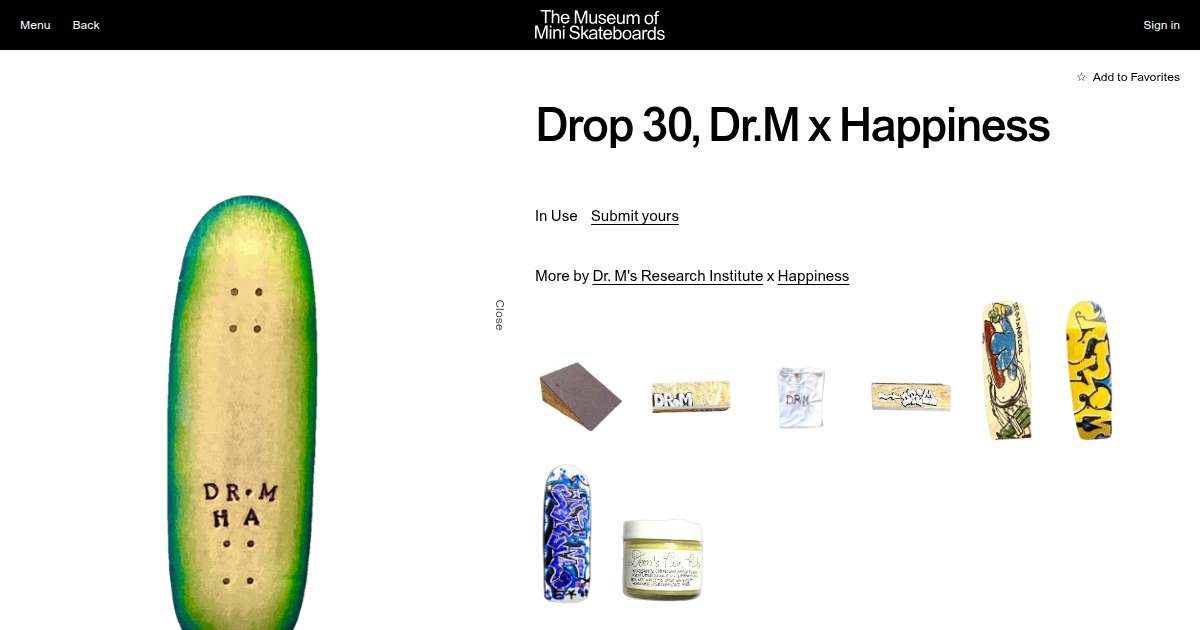 Menu Back
The Museum of
Mini Skateboards
Sign in
☆ Add to Favorites
Drop 30, Dr.M x Happiness
In Use Submit yours
More by Dr. M's Research Institute x Happiness
Close
DR•M
H A
DR•M
DR.M